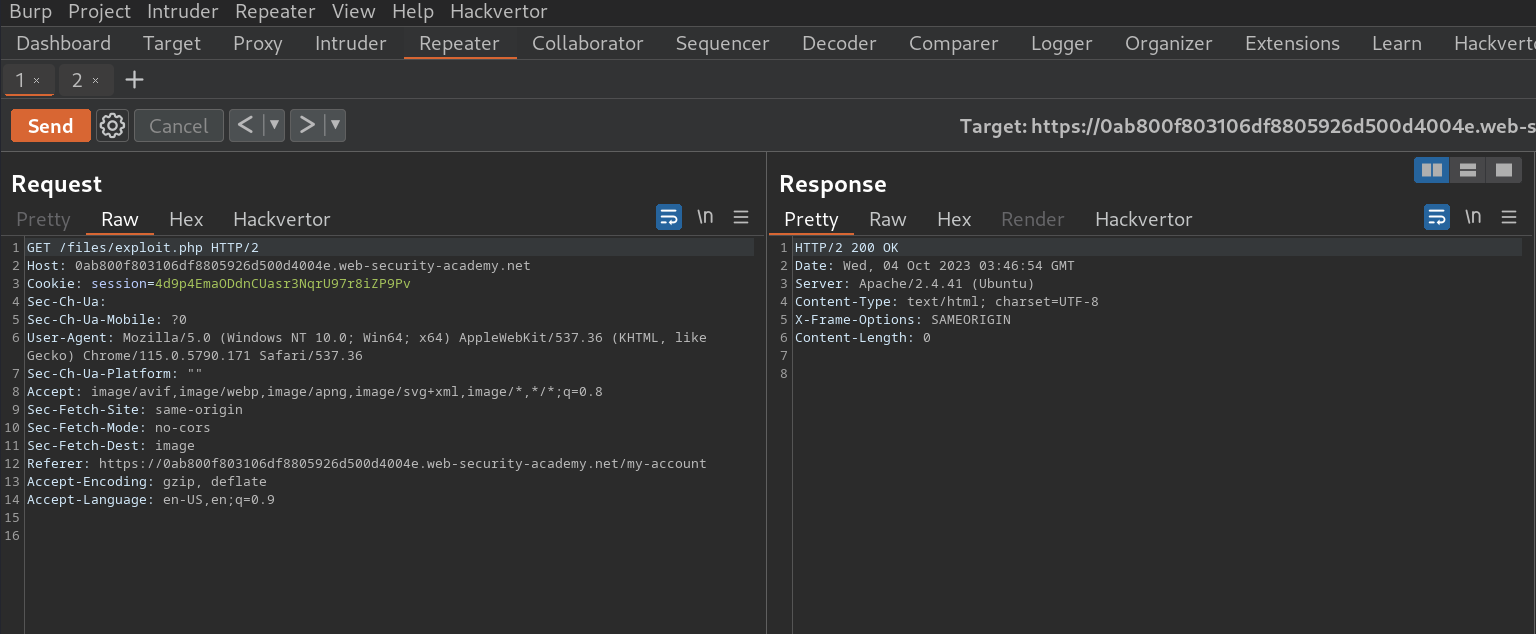 Burp Project Intruder Repeater View Help Hackvertor
Dashboard Target Proxy Intruder Repeater Collaborator Sequencer Decoder Comparer Logger Organizer Extensions Learn Hackverto
1 × 2 × +
Send Cancel < > Target: https://0ab800f803106df8805926d500d4004e.web-s
Request
Pretty Raw Hex Hackvertor \n
1 GET /files/exploit.php HTTP/2
2 Host: 0ab800f803106df8805926d500d4004e.web-security-academy.net
3 Cookie: session=4d9p4EmaODdnCUasr3NqrU97r8iZP9Pv
4 Sec-Ch-Ua:
5 Sec-Ch-Ua-Mobile: ?0
6 User-Agent: Mozilla/5.0 (Windows NT 10.0; Win64; x64) AppleWebKit/537.36 (KHTML, like
Gecko) Chrome/115.0.5790.171 Safari/537.36
7 Sec-Ch-Ua-Platform: ""
8 Accept: image/avif,image/webp,image/apng,image/svg+xml,image/*,*/*;q=0.8
9 Sec-Fetch-Site: same-origin
10 Sec-Fetch-Mode: no-cors
11 Sec-Fetch-Dest: image
12 Referer: https://0ab800f803106df8805926d500d4004e.web-security-academy.net/my-account
13 Accept-Encoding: gzip, deflate
14 Accept-Language: en-US,en;q=0.9
15
16
Response
Pretty Raw Hex Render Hackvertor \n
1 HTTP/2 200 OK
2 Date: Wed, 04 Oct 2023 03:46:54 GMT
3 Server: Apache/2.4.41 (Ubuntu)
4 Content-Type: text/html; charset=UTF-8
5 X-Frame-Options: SAMEORIGIN
6 Content-Length: 0
7
8